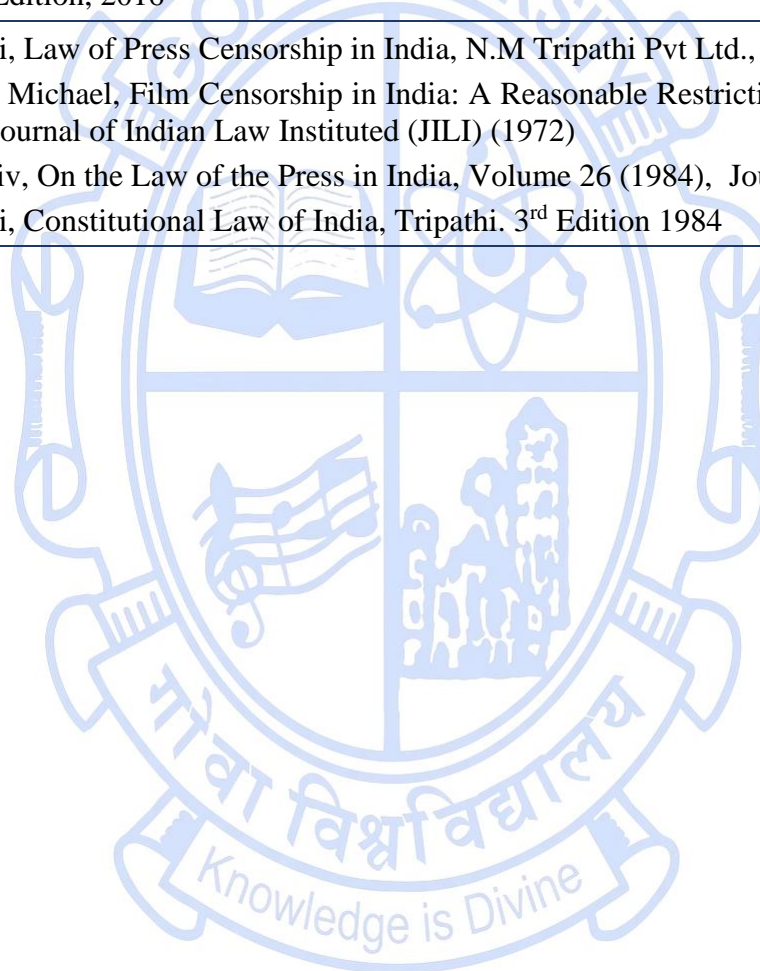 Edition, 2016
i, Law of Press Censorship in India, N.M Tripathi Pvt Ltd.,
Michael, Film Censorship in India: A Reasonable Restricti
ournal of Indian Law Instituted (JILI) (1972)
iv, On the Law of the Press in India, Volume 26 (1984), Jou
i, Constitutional Law of India, Tripathi. 3rd Edition 1984
गोंवा विश्वविद्यालय
Knowledge is Divine